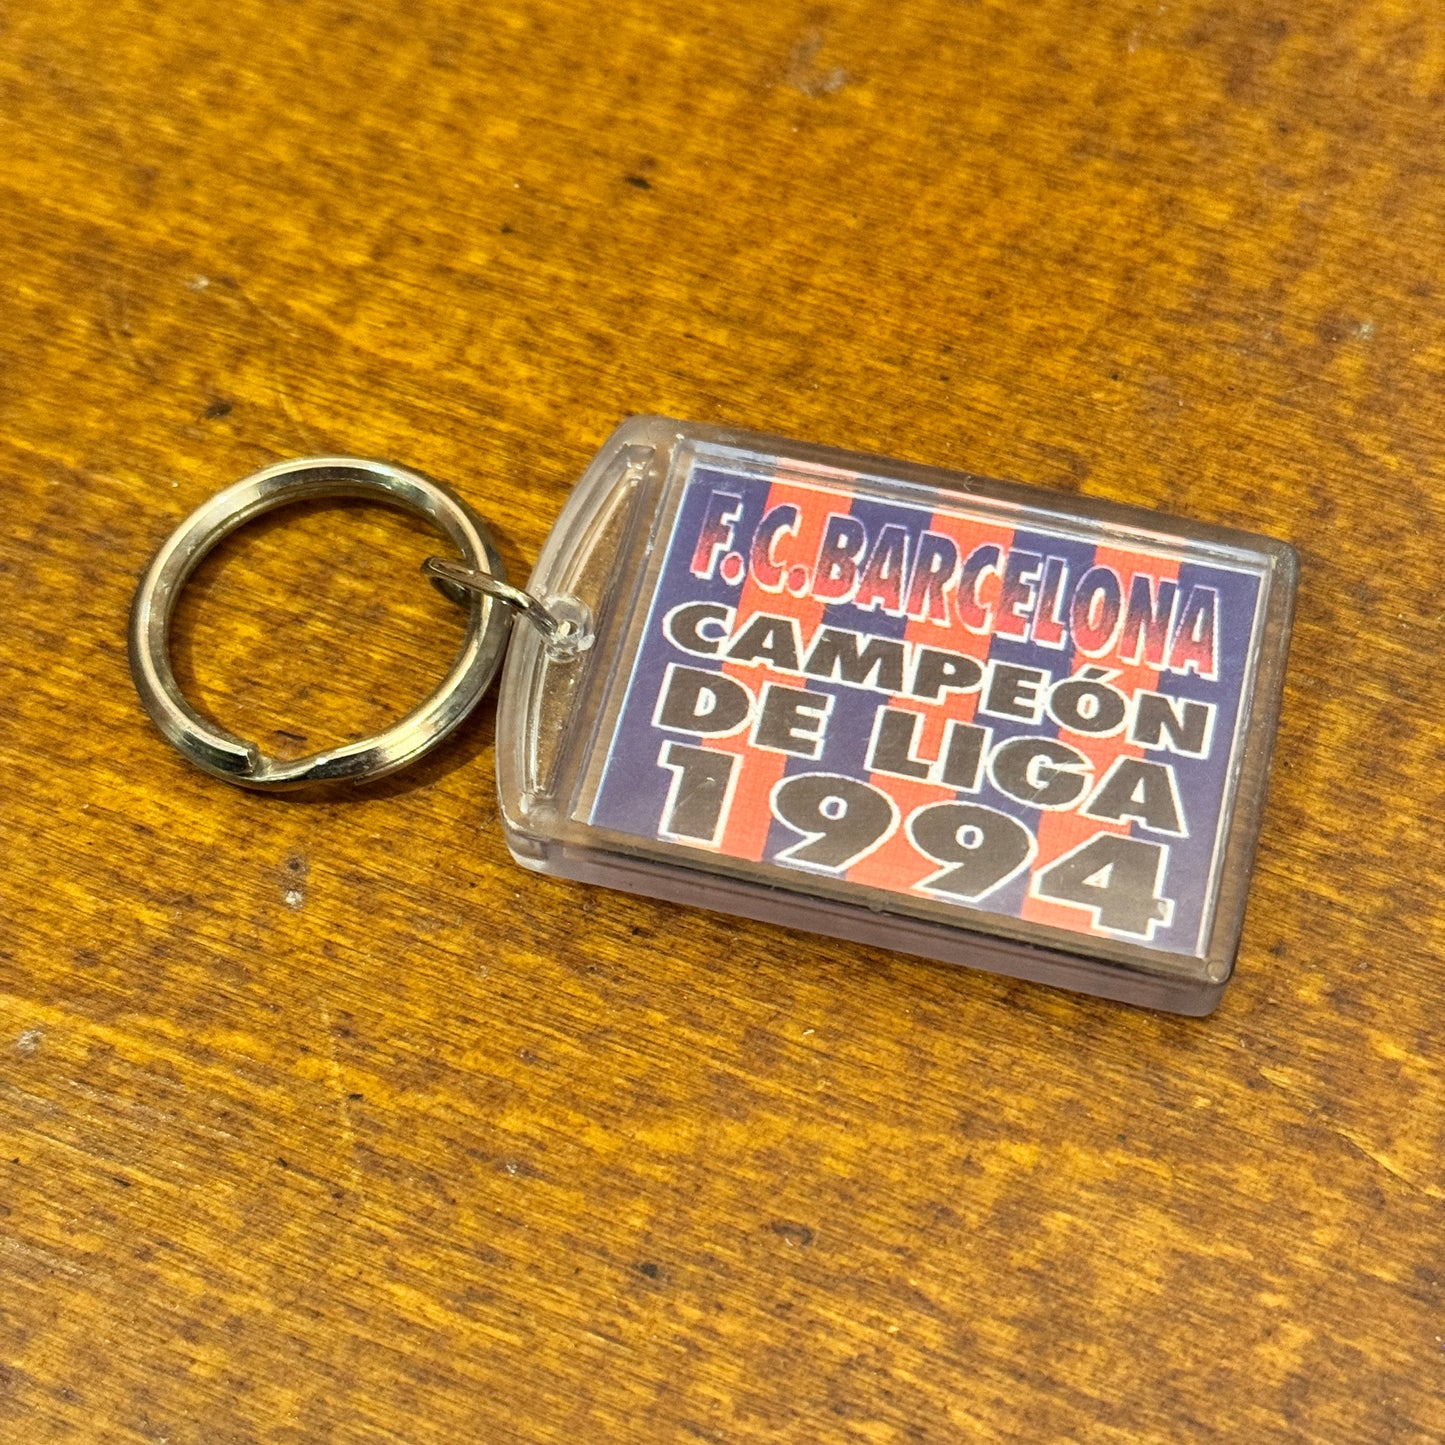 F.C.BARCELONA
CAMPEÓN
DE LIGA
1994